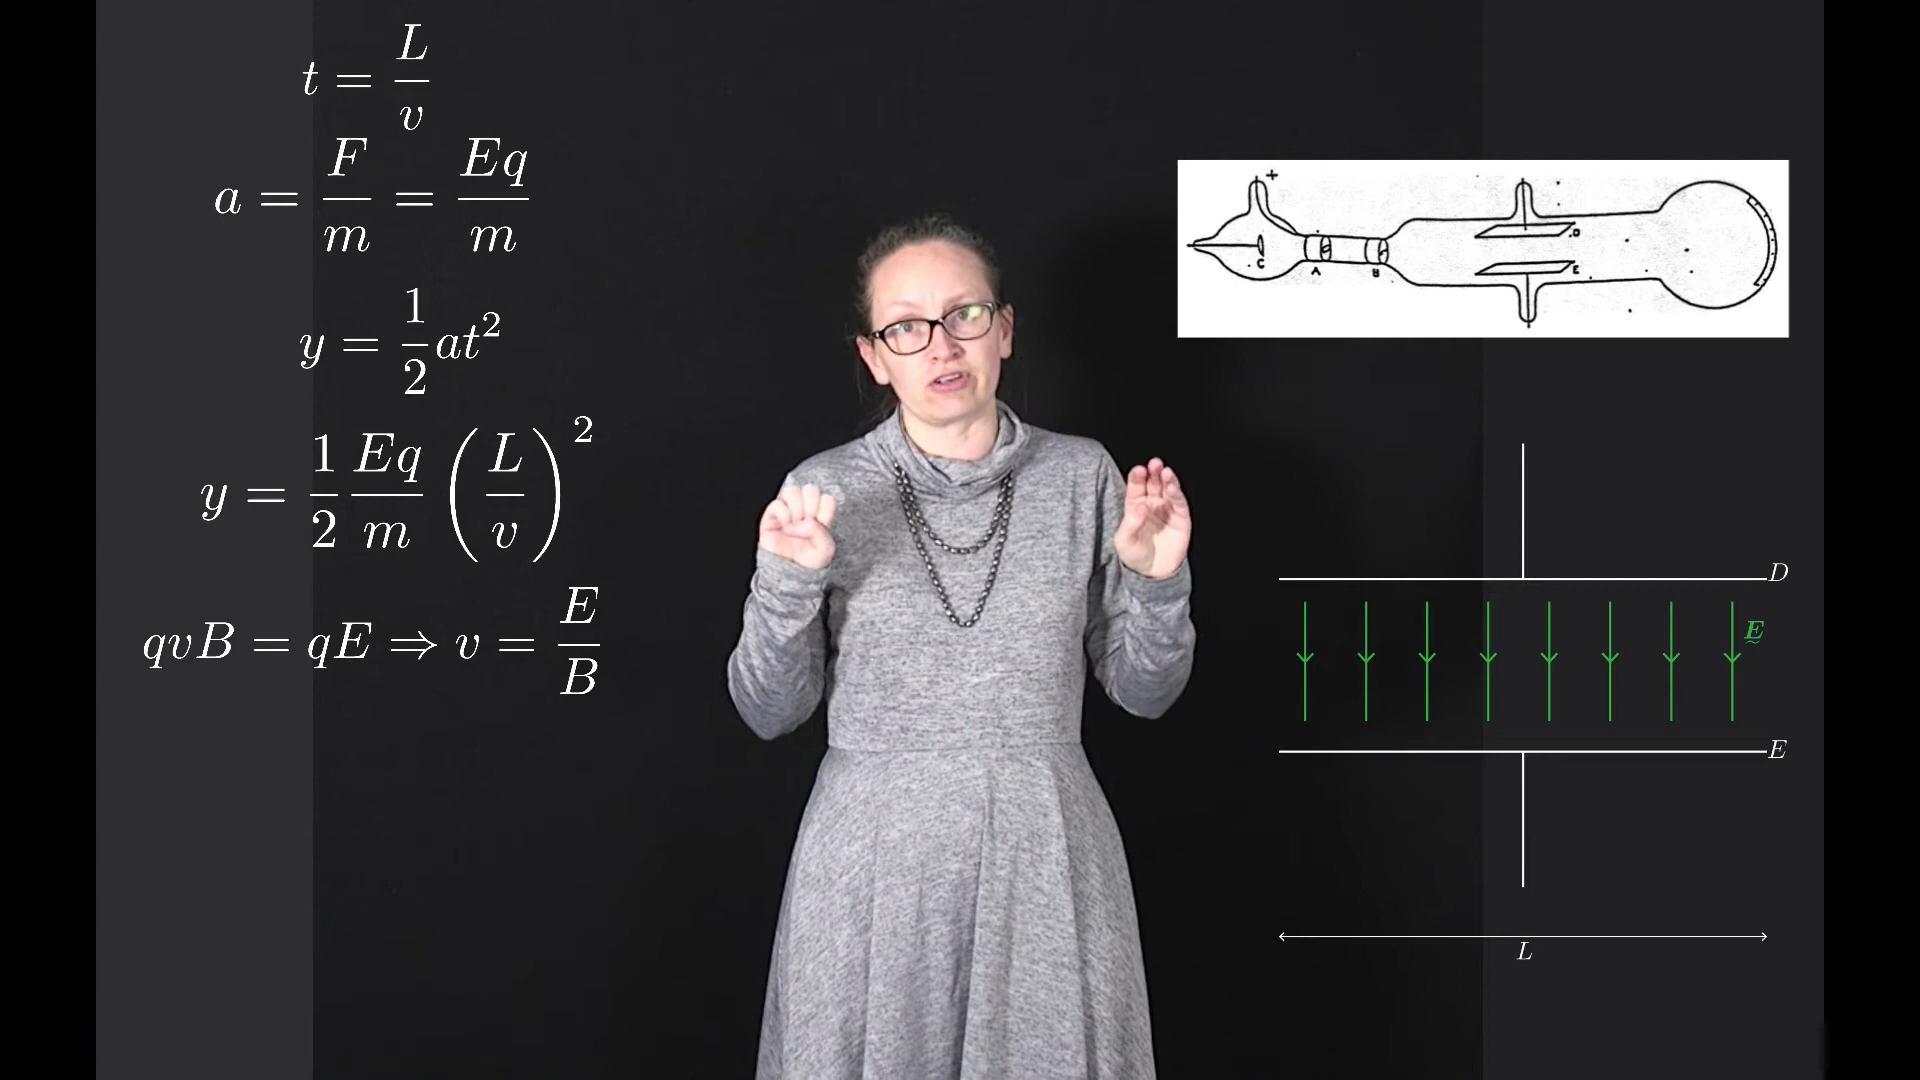 t = L/v
a = F/m = Eq/m
y = 1/2 at²
y = 1/2 Eq/m (L/v)²
qvB = qE ⇒ v = E/B
+
C A B D E
D
E
E
L